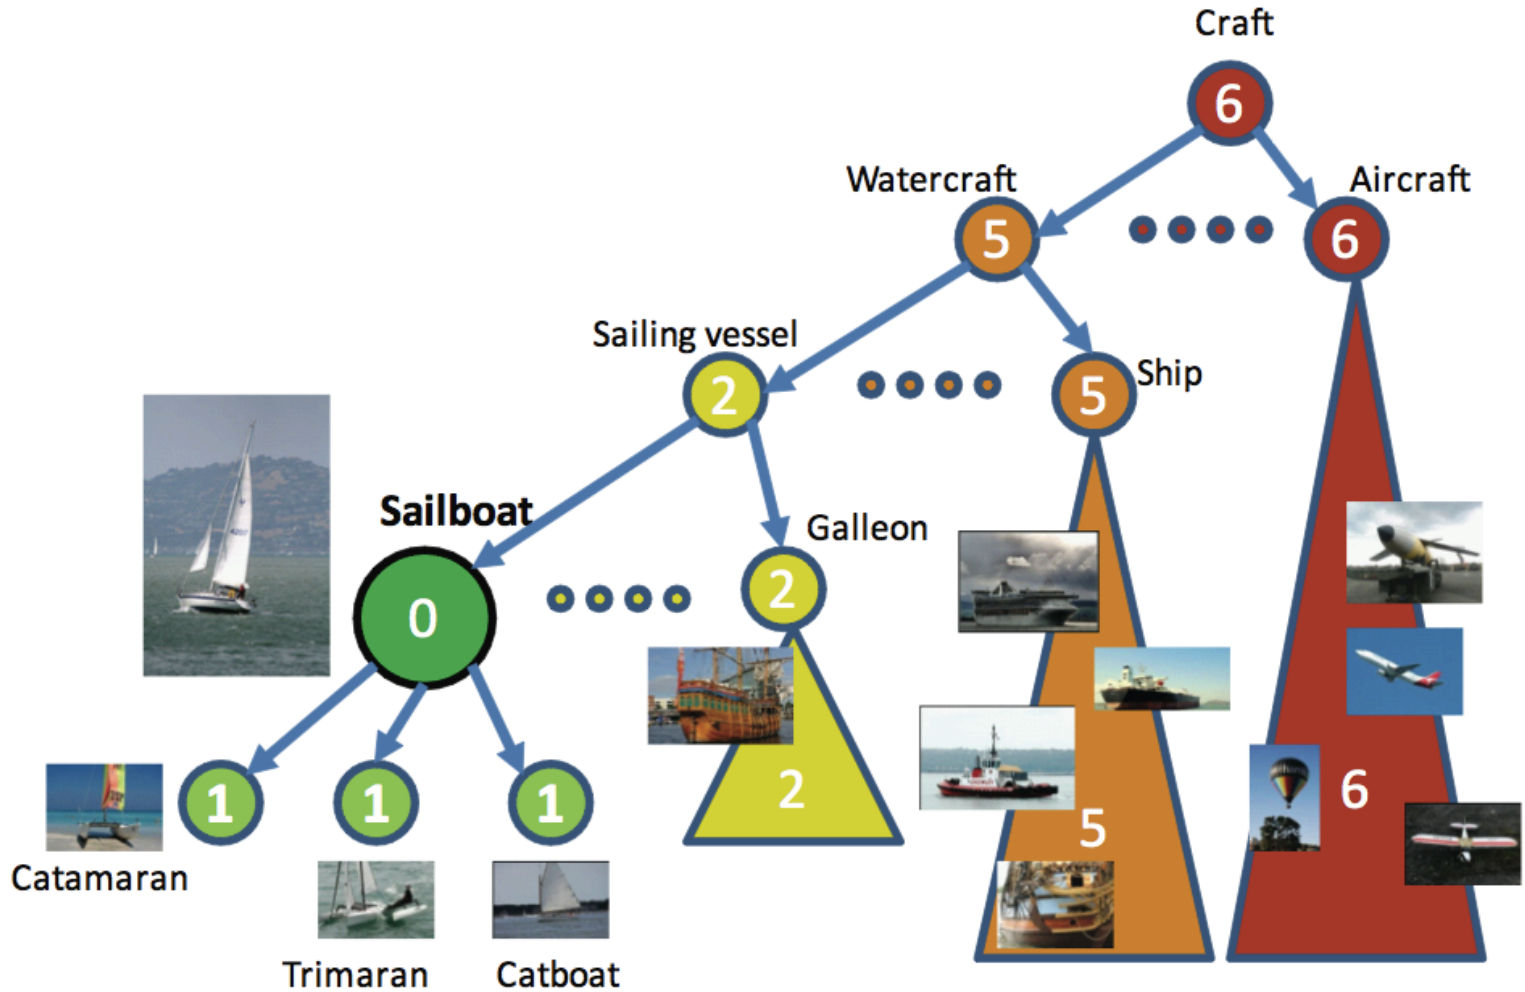 Craft
6
Watercraft
Aircraft
5
6
Sailing vessel
2
5
Ship
Sailboat
0
Galleon
2
1
1
1
2
5
6
Catamaran
Trimaran
Catboat